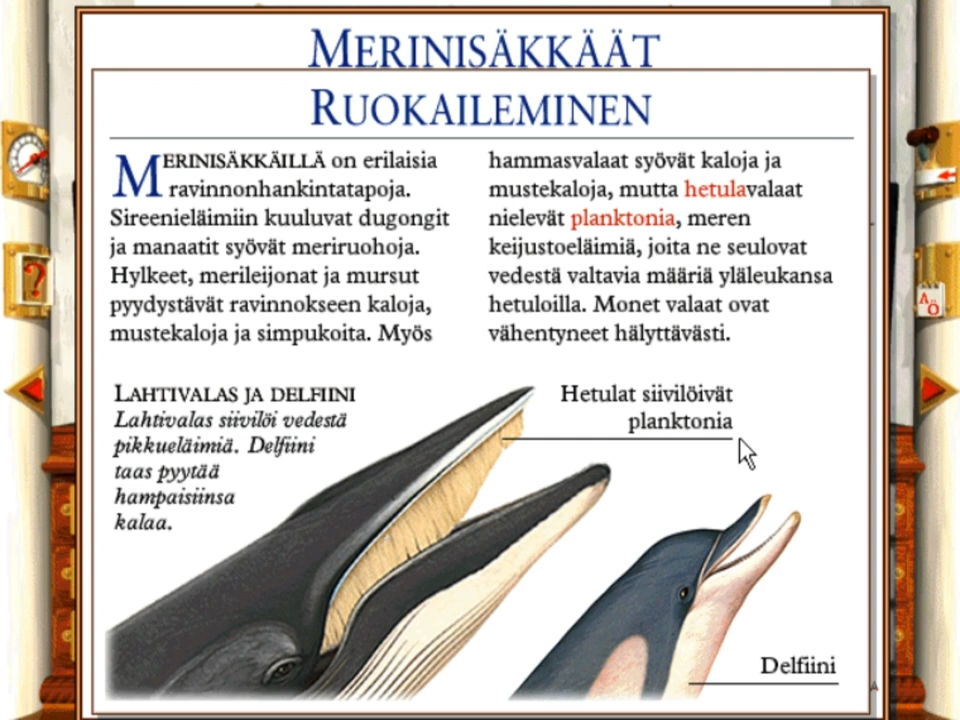 MERINISÄKKÄÄT
RUOKAILEMINEN
MERINISÄKKÄILLÄ on erilaisia
ravinnonhankintatapoja.
Sireenieläimiin kuuluvat dugongit
ja manaatit syövät meriruohoja.
Hylkeet, merileijonat ja mursut
pyydystävät ravinnokseen kaloja,
mustekaloja ja simpukoita. Myös
hammasvalaat syövät kaloja ja
mustekaloja, mutta hetulavalaat
nielevät planktonia, meren
keijustoeläimiä, joita ne seulovat
vedestä valtavia määriä yläleukansa
hetuloilla. Monet valaat ovat
vähentyneet hälyttävästi.
LAHTIVALAS JA DELFIINI
Lahtivalas siivilöi vedestä
pikkueläimiä. Delfiini
taas pyytää
hampaisiinsa
kalaa.
Hetulat siivilöivät
planktonia
Delfiini
?
AÖ